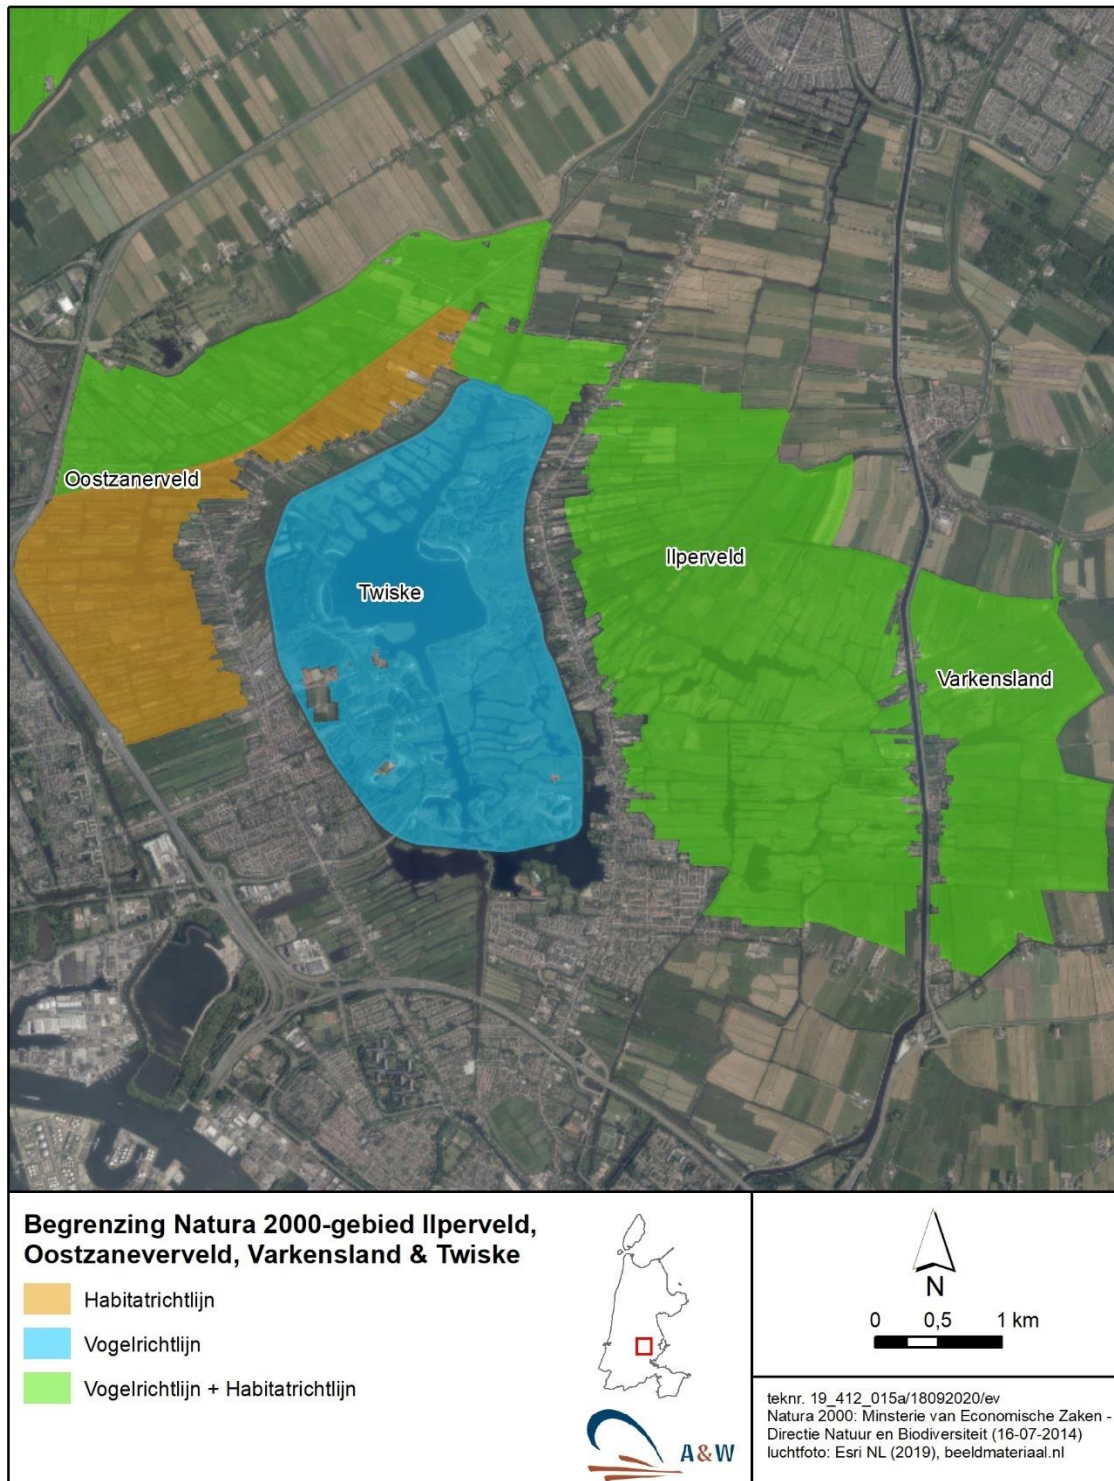 Oostzanerveld
Twiske
Ilperveld
Varkensland
Begrenzing Natura 2000-gebied Ilperveld,
Oostzaneverveld, Varkensland & Twiske
Habitatrichtlijn
Vogelrichtlijn
Vogelrichtlijn + Habitatrichtlijn
A&W
N
0 0,5 1 km
teknr. 19_412_015a/18092020/ev
Natura 2000: Minsterie van Economische Zaken -
Directie Natuur en Biodiversiteit (16-07-2014)
luchtfoto: Esri NL (2019), beeldmateriaal.nl